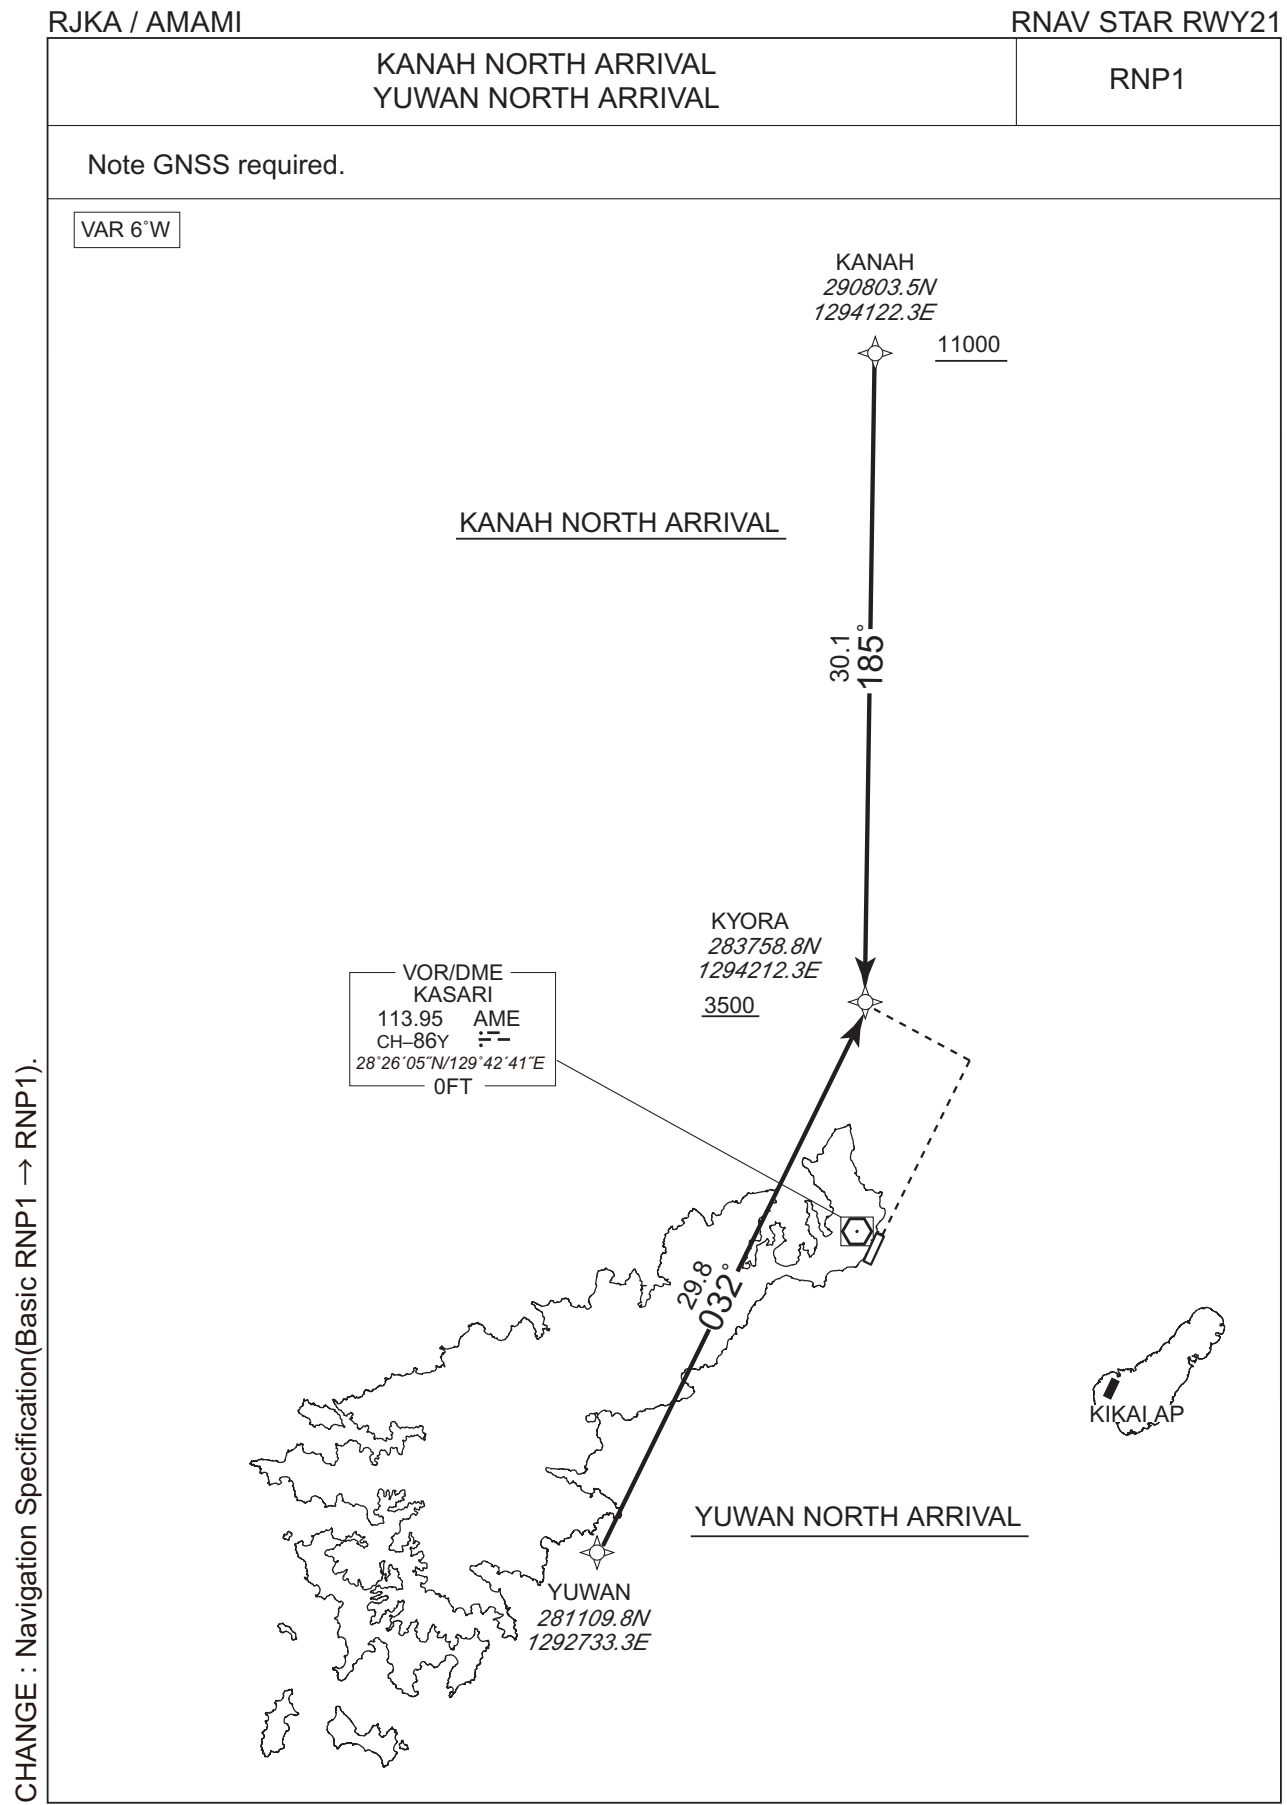 RJKA / AMAMI
RNAV STAR RWY21
KANAH NORTH ARRIVAL
YUWAN NORTH ARRIVAL
RNP1
Note GNSS required.
VAR 6˚W
KANAH
290803.5N
1294122.3E
11000
KANAH NORTH ARRIVAL
30.1
185°
KYORA
283758.8N
1294212.3E
3500
VOR/DME
KASARI
113.95 AME
CH–86Y
28˚26´05˝N/129˚42´41˝E
0FT
29.8
032°
KIKAI AP
YUWAN NORTH ARRIVAL
YUWAN
281109.8N
1292733.3E
CHANGE : Navigation Specification(Basic RNP1 → RNP1).